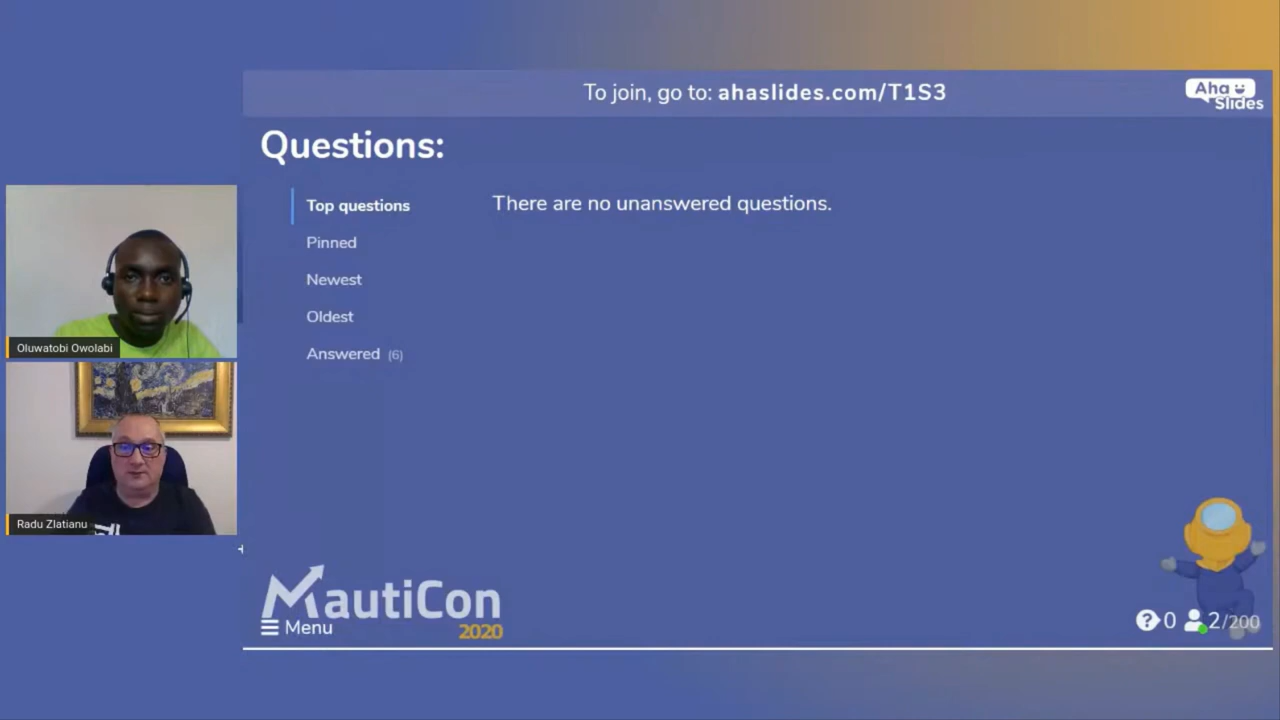 To join, go to: ahaslides.com/T1S3
Aha
Slides
Questions:
Top questions
There are no unanswered questions.
Pinned
Newest
Oldest
Answered (6)
Oluwatobi Owolabi
Radu Zlatianu
MautiCon
2020
Menu
0
2/200